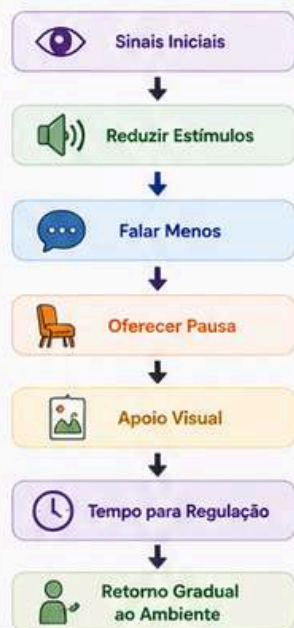 Sinais Iniciais
Reduzir Estímulos
Falar Menos
Oferecer Pausa
Apoio Visual
Tempo para Regulação
Retorno Gradual
ao Ambiente